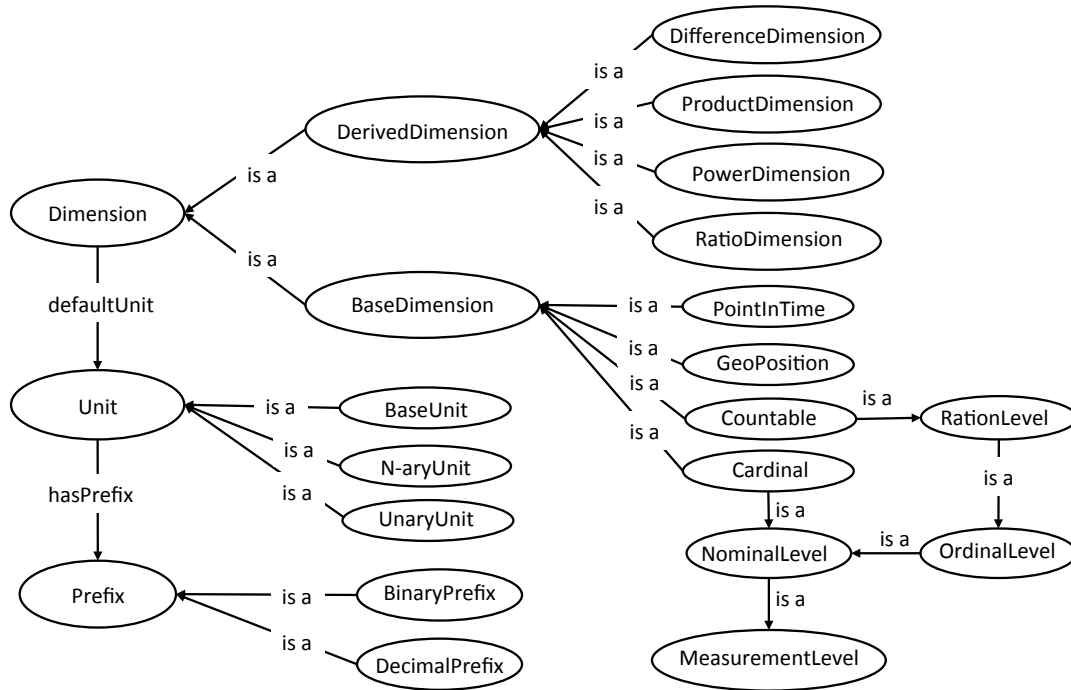 DifferenceDimension
is a
ProductDimension
DerivedDimension
is a
is a
PowerDimension
is a
Dimension
is a
RatioDimension
is a
defaultUnit
BaseDimension
is a
PointInTime
is a
GeoPosition
Unit
is a
BaseUnit
is a
Countable
is a
RationLevel
is a
N-aryUnit
Cardinal
hasPrefix
is a
UnaryUnit
is a
is a
is a
NominalLevel
OrdinalLevel
Prefix
is a
BinaryPrefix
is a
is a
DecimalPrefix
MeasurementLevel